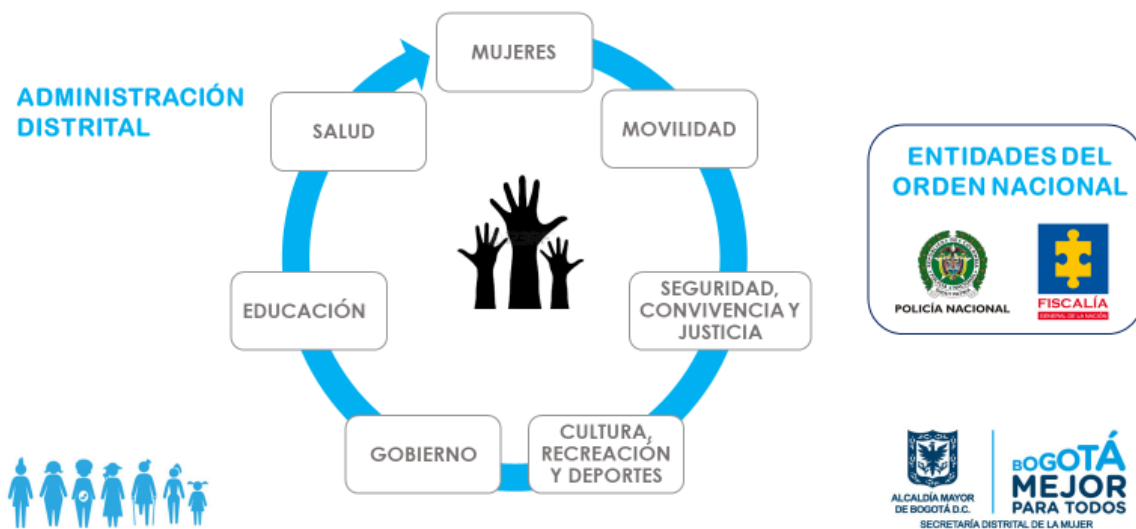 ADMINISTRACIÓN
DISTRITAL
MUJERES
MOVILIDAD
SEGURIDAD,
CONVIVENCIA Y
JUSTICIA
CULTURA,
RECREACIÓN
Y DEPORTES
GOBIERNO
EDUCACIÓN
SALUD
ENTIDADES DEL
ORDEN NACIONAL
POLICÍA NACIONAL
FISCALÍA
GENERAL DE LA NACIÓN
ALCALDÍA MAYOR
DE BOGOTÁ D.C.
BOGOTÁ
MEJOR
PARA TODOS
SECRETARÍA DISTRITAL DE LA MUJER